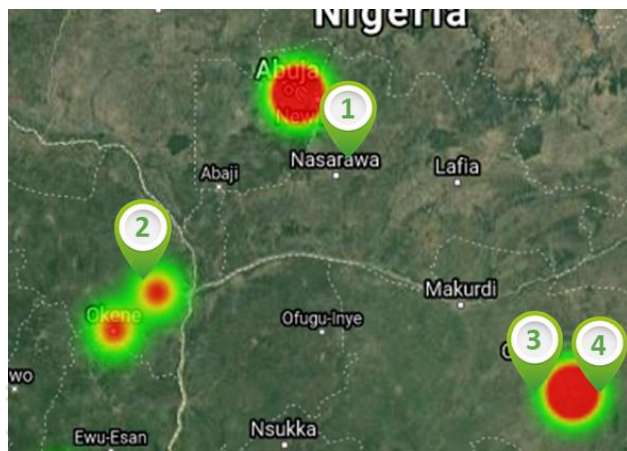 Nigeria
Abuja
1
New
Nasarawa
Lafia
Abaji
2
Makurdi
Okene
Ofugu-Inye
3
4
wo
Nsukka
Ewu-Esan